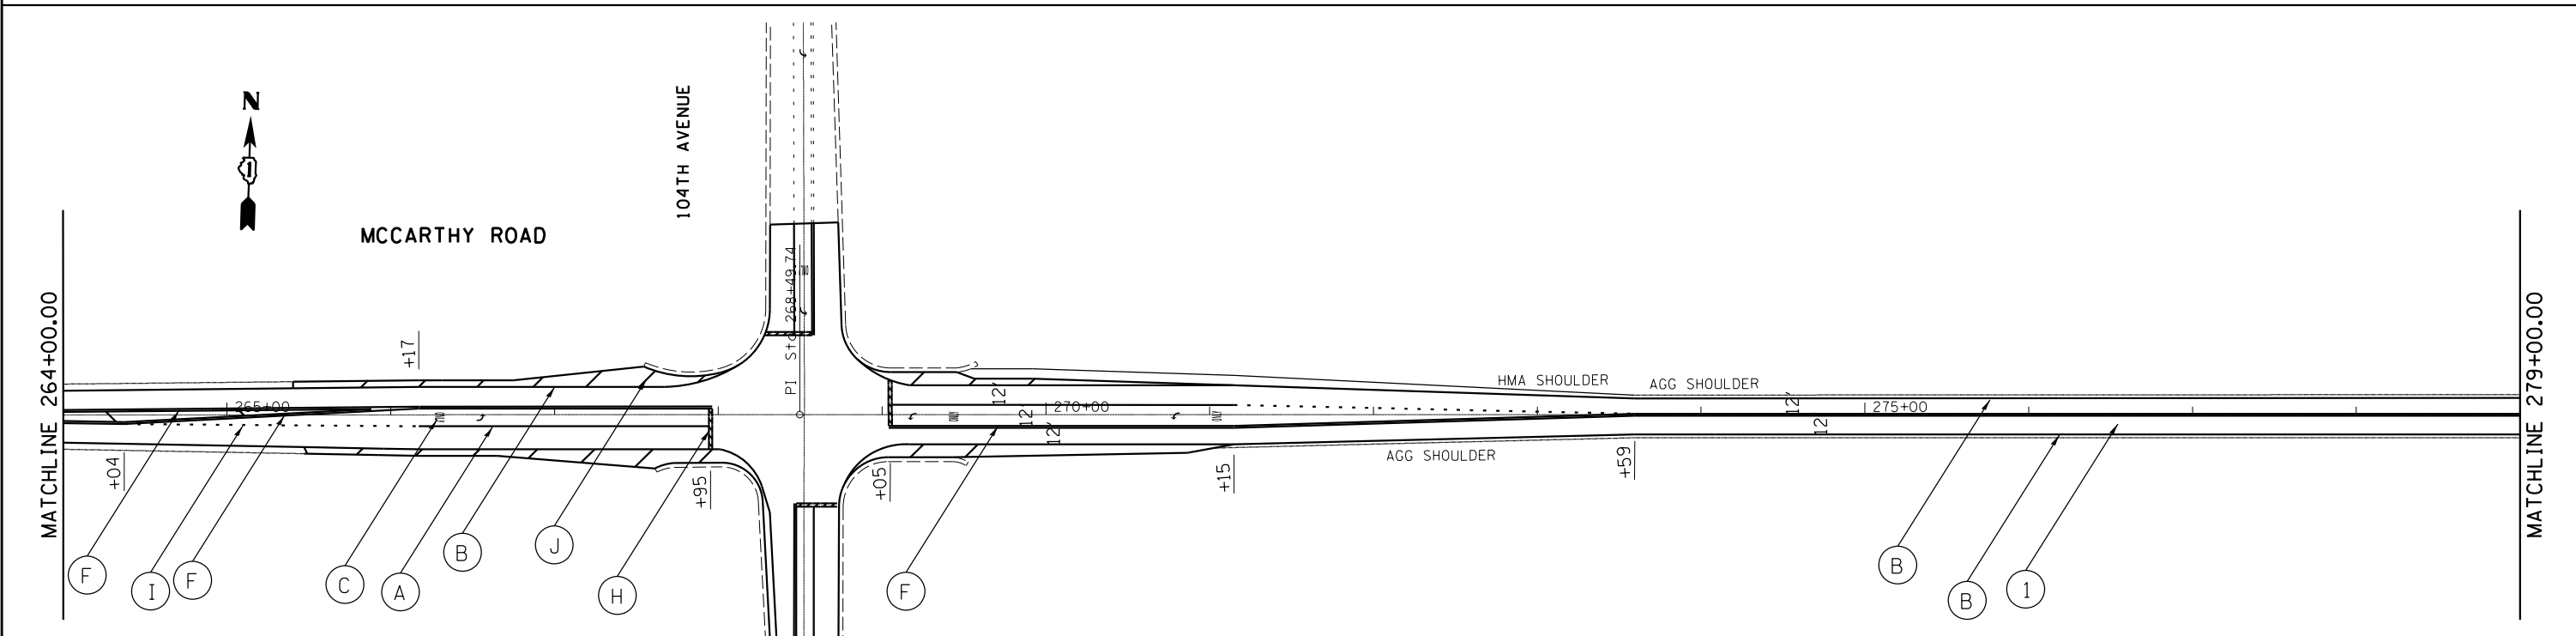 N
1
104TH AVENUE
MCCARTHY ROAD
MATCHLINE 264+00.00
MATCHLINE 279+00.00
PI Sta 268+49.74
+17
265+00
12'
12'
12'
270+00
HMA SHOULDER
AGG SHOULDER
12'
12'
275+00
AGG SHOULDER
+04
+95
+05
+15
+59
F
I
F
C
A
B
J
H
F
B
B
1